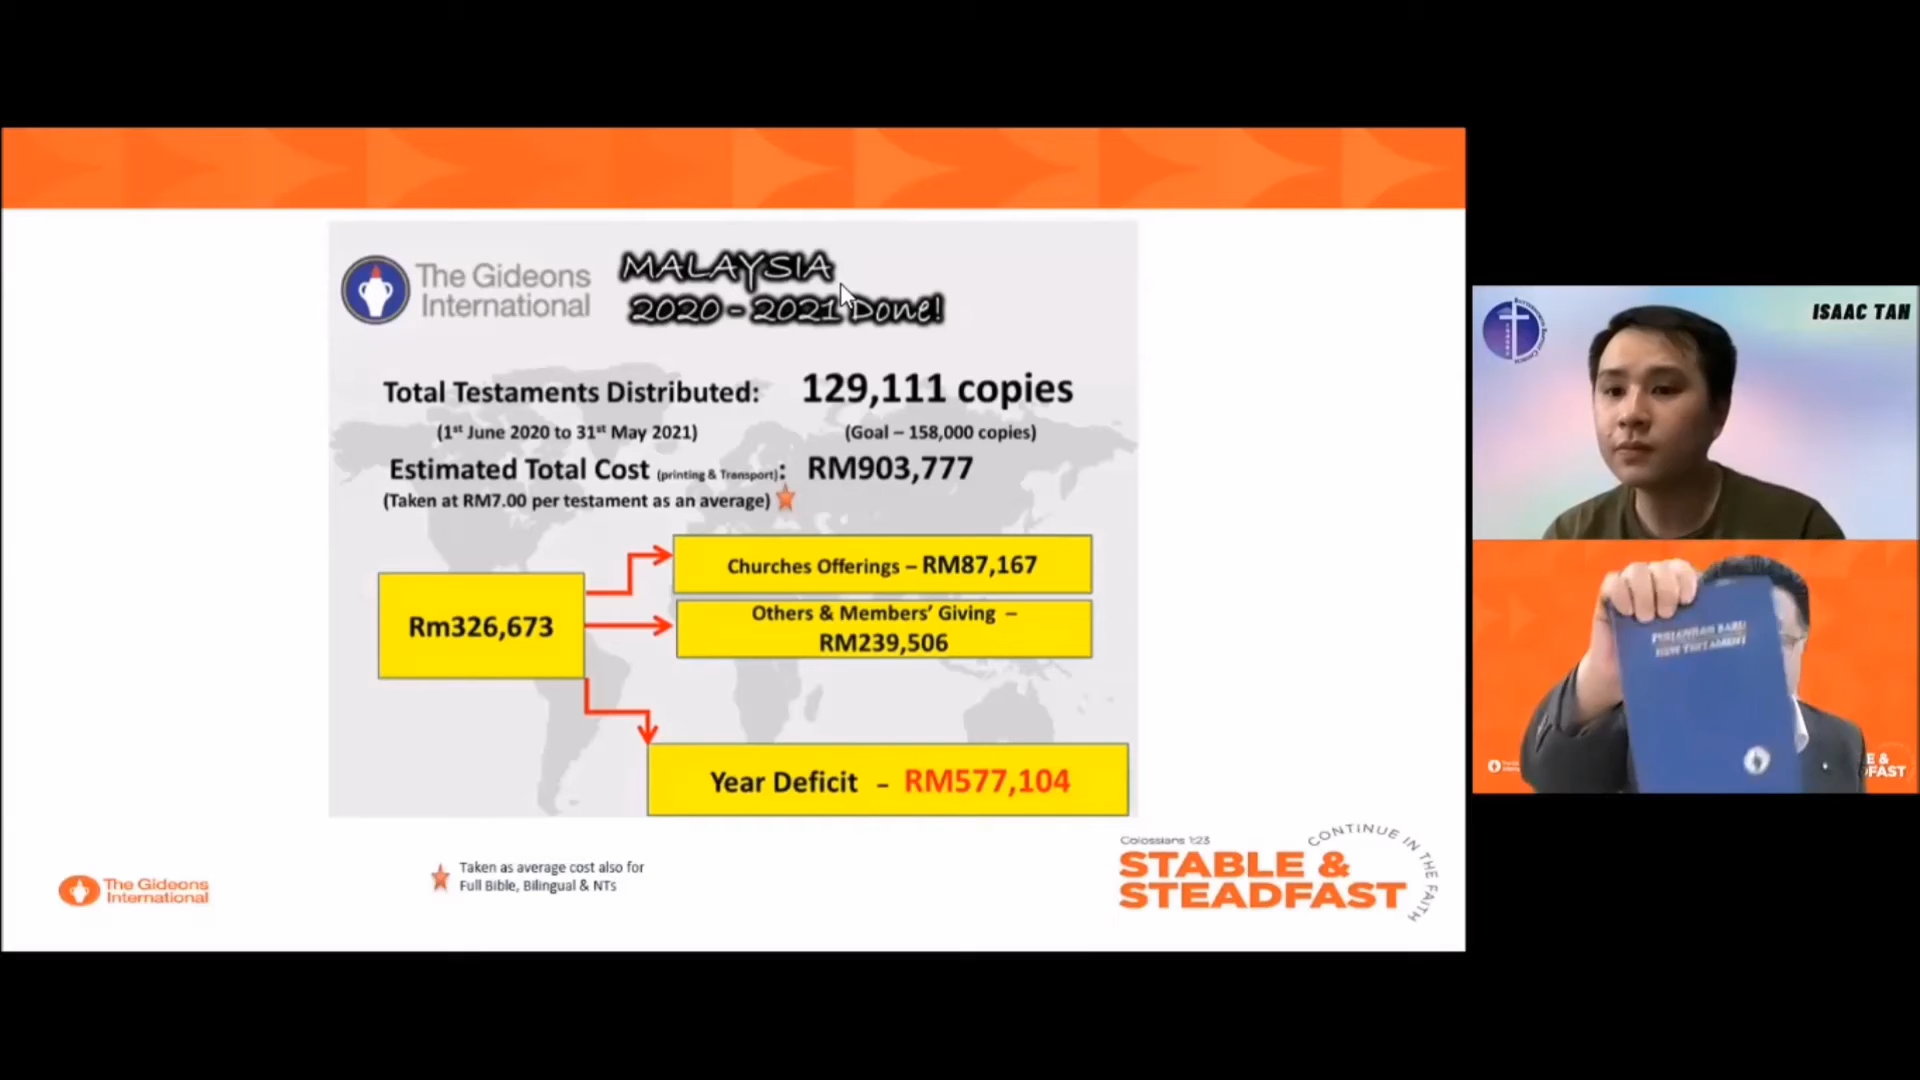 The Gideons
International
MALAYSIA
2020 - 2021 Done!
Total Testaments Distributed: 129,111 copies
(1st June 2020 to 31st May 2021) (Goal – 158,000 copies)
Estimated Total Cost (printing & Transport): RM903,777
(Taken at RM7.00 per testament as an average)
Churches Offerings – RM87,167
Rm326,673
Others & Members' Giving –
RM239,506
Year Deficit – RM577,104
Taken as average cost also for
Full Bible, Bilingual & NTs
The Gideons
International
Colossians 1:23
STABLE &
STEADFAST
CONTINUE IN THE FAITH
ISAAC TAN
PERJANJIAN BARU
NEW TESTAMENT
E &
FAST